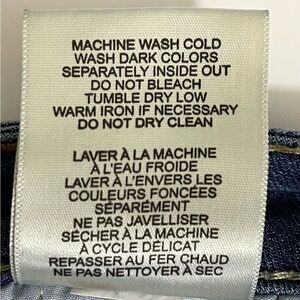 MACHINE WASH COLD
WASH DARK COLORS
SEPARATELY INSIDE OUT
DO NOT BLEACH
TUMBLE DRY LOW
WARM IRON IF NECESSARY
DO NOT DRY CLEAN
LAVER À LA MACHINE
À L'EAU FROIDE
LAVER À L'ENVERS LES
COULEURS FONCÉES
SÉPARÉMENT
NE PAS JAVELLISER
SÉCHER À LA MACHINE
À CYCLE DÉLICAT
REPASSER AU FER CHAUD
NE PAS NETTOYER À SEC